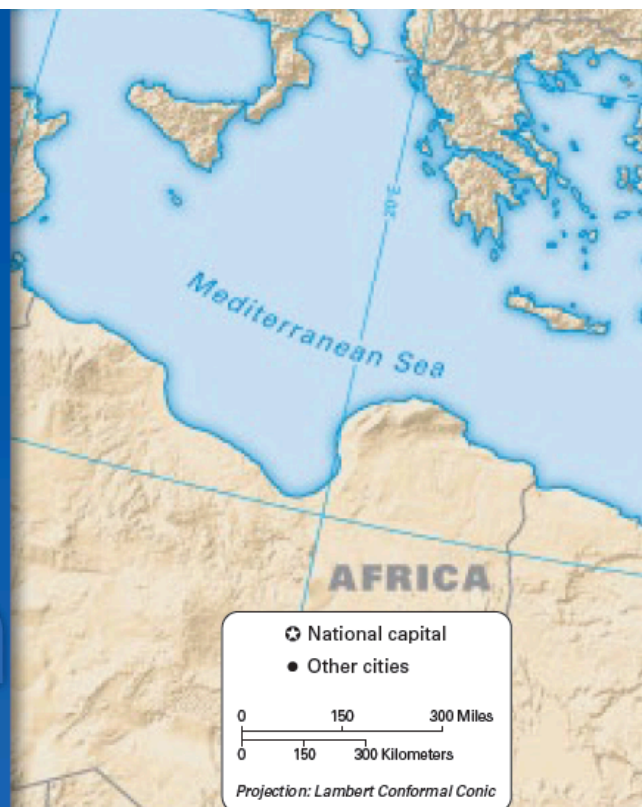 20°E
Mediterranean Sea
AFRICA
National capital
Other cities
0 150 300 Miles
0 150 300 Kilometers
Projection: Lambert Conformal Conic